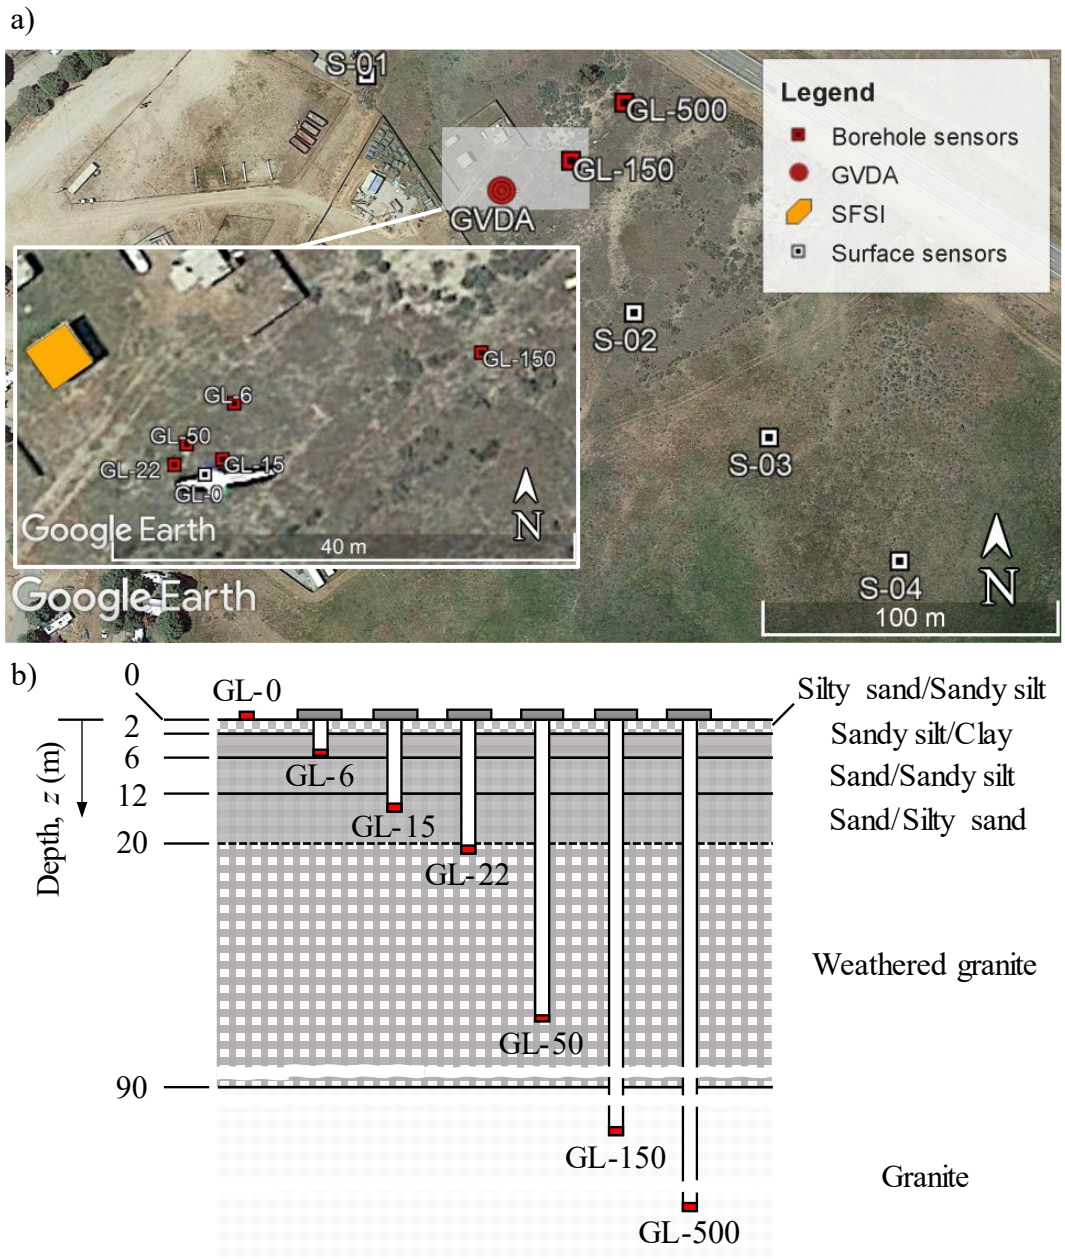 a)
S-01
GL-500
GL-150
GVDA
Legend
Borehole sensors
GVDA
SFSI
Surface sensors
S-02
S-03
S-04
N
100 m
GL-150
GL-6
GL-50
GL-22
GL-15
GL-0
Google Earth
40 m
N
Google Earth
b)
0
2
6
12
20
90
Depth, z (m)
GL-0
GL-6
GL-15
GL-22
GL-50
GL-150
GL-500
Silty sand/Sandy silt
Sandy silt/Clay
Sand/Sandy silt
Sand/Silty sand
Weathered granite
Granite